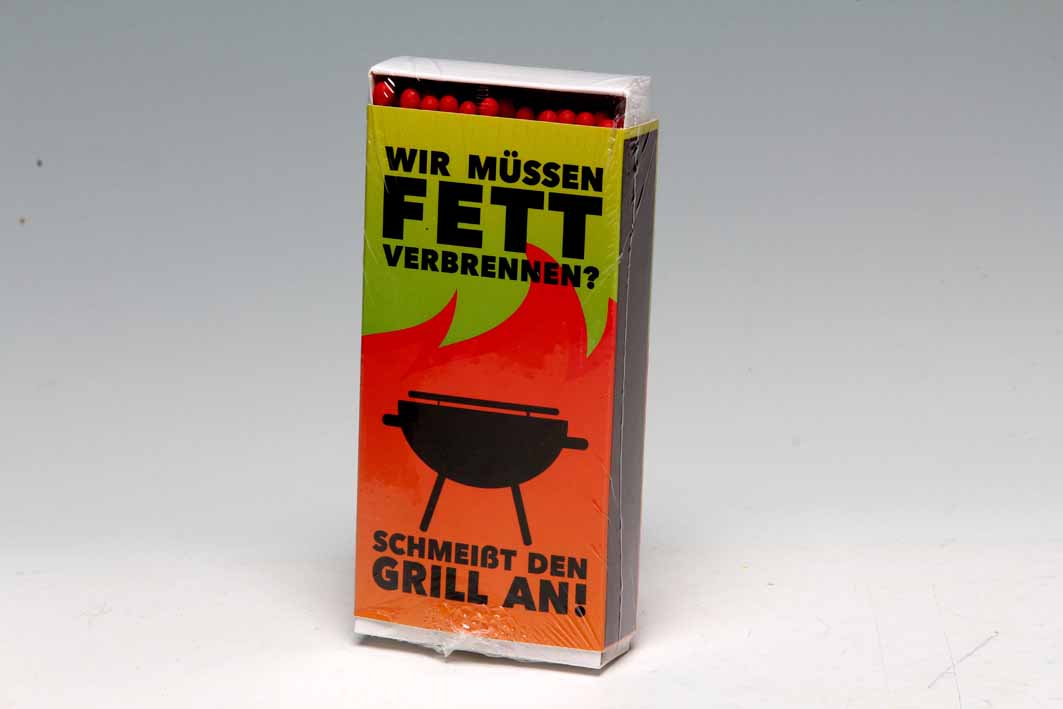 WIR MÜSSEN
FETT
VERBRENNEN?
SCHMEIßT DEN
GRILL AN!